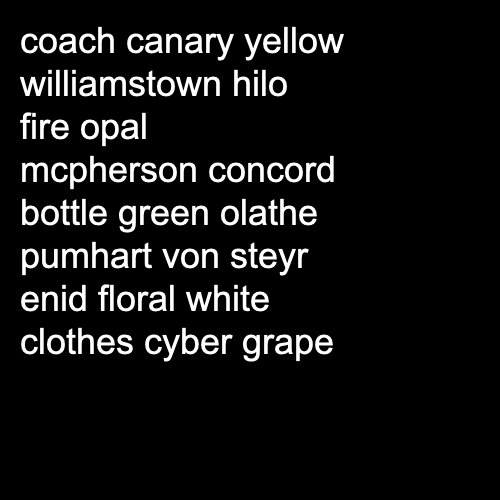 coach canary yellow
williamstown hilo
fire opal
mcpherson concord
bottle green olathe
pumhart von steyr
enid floral white
clothes cyber grape